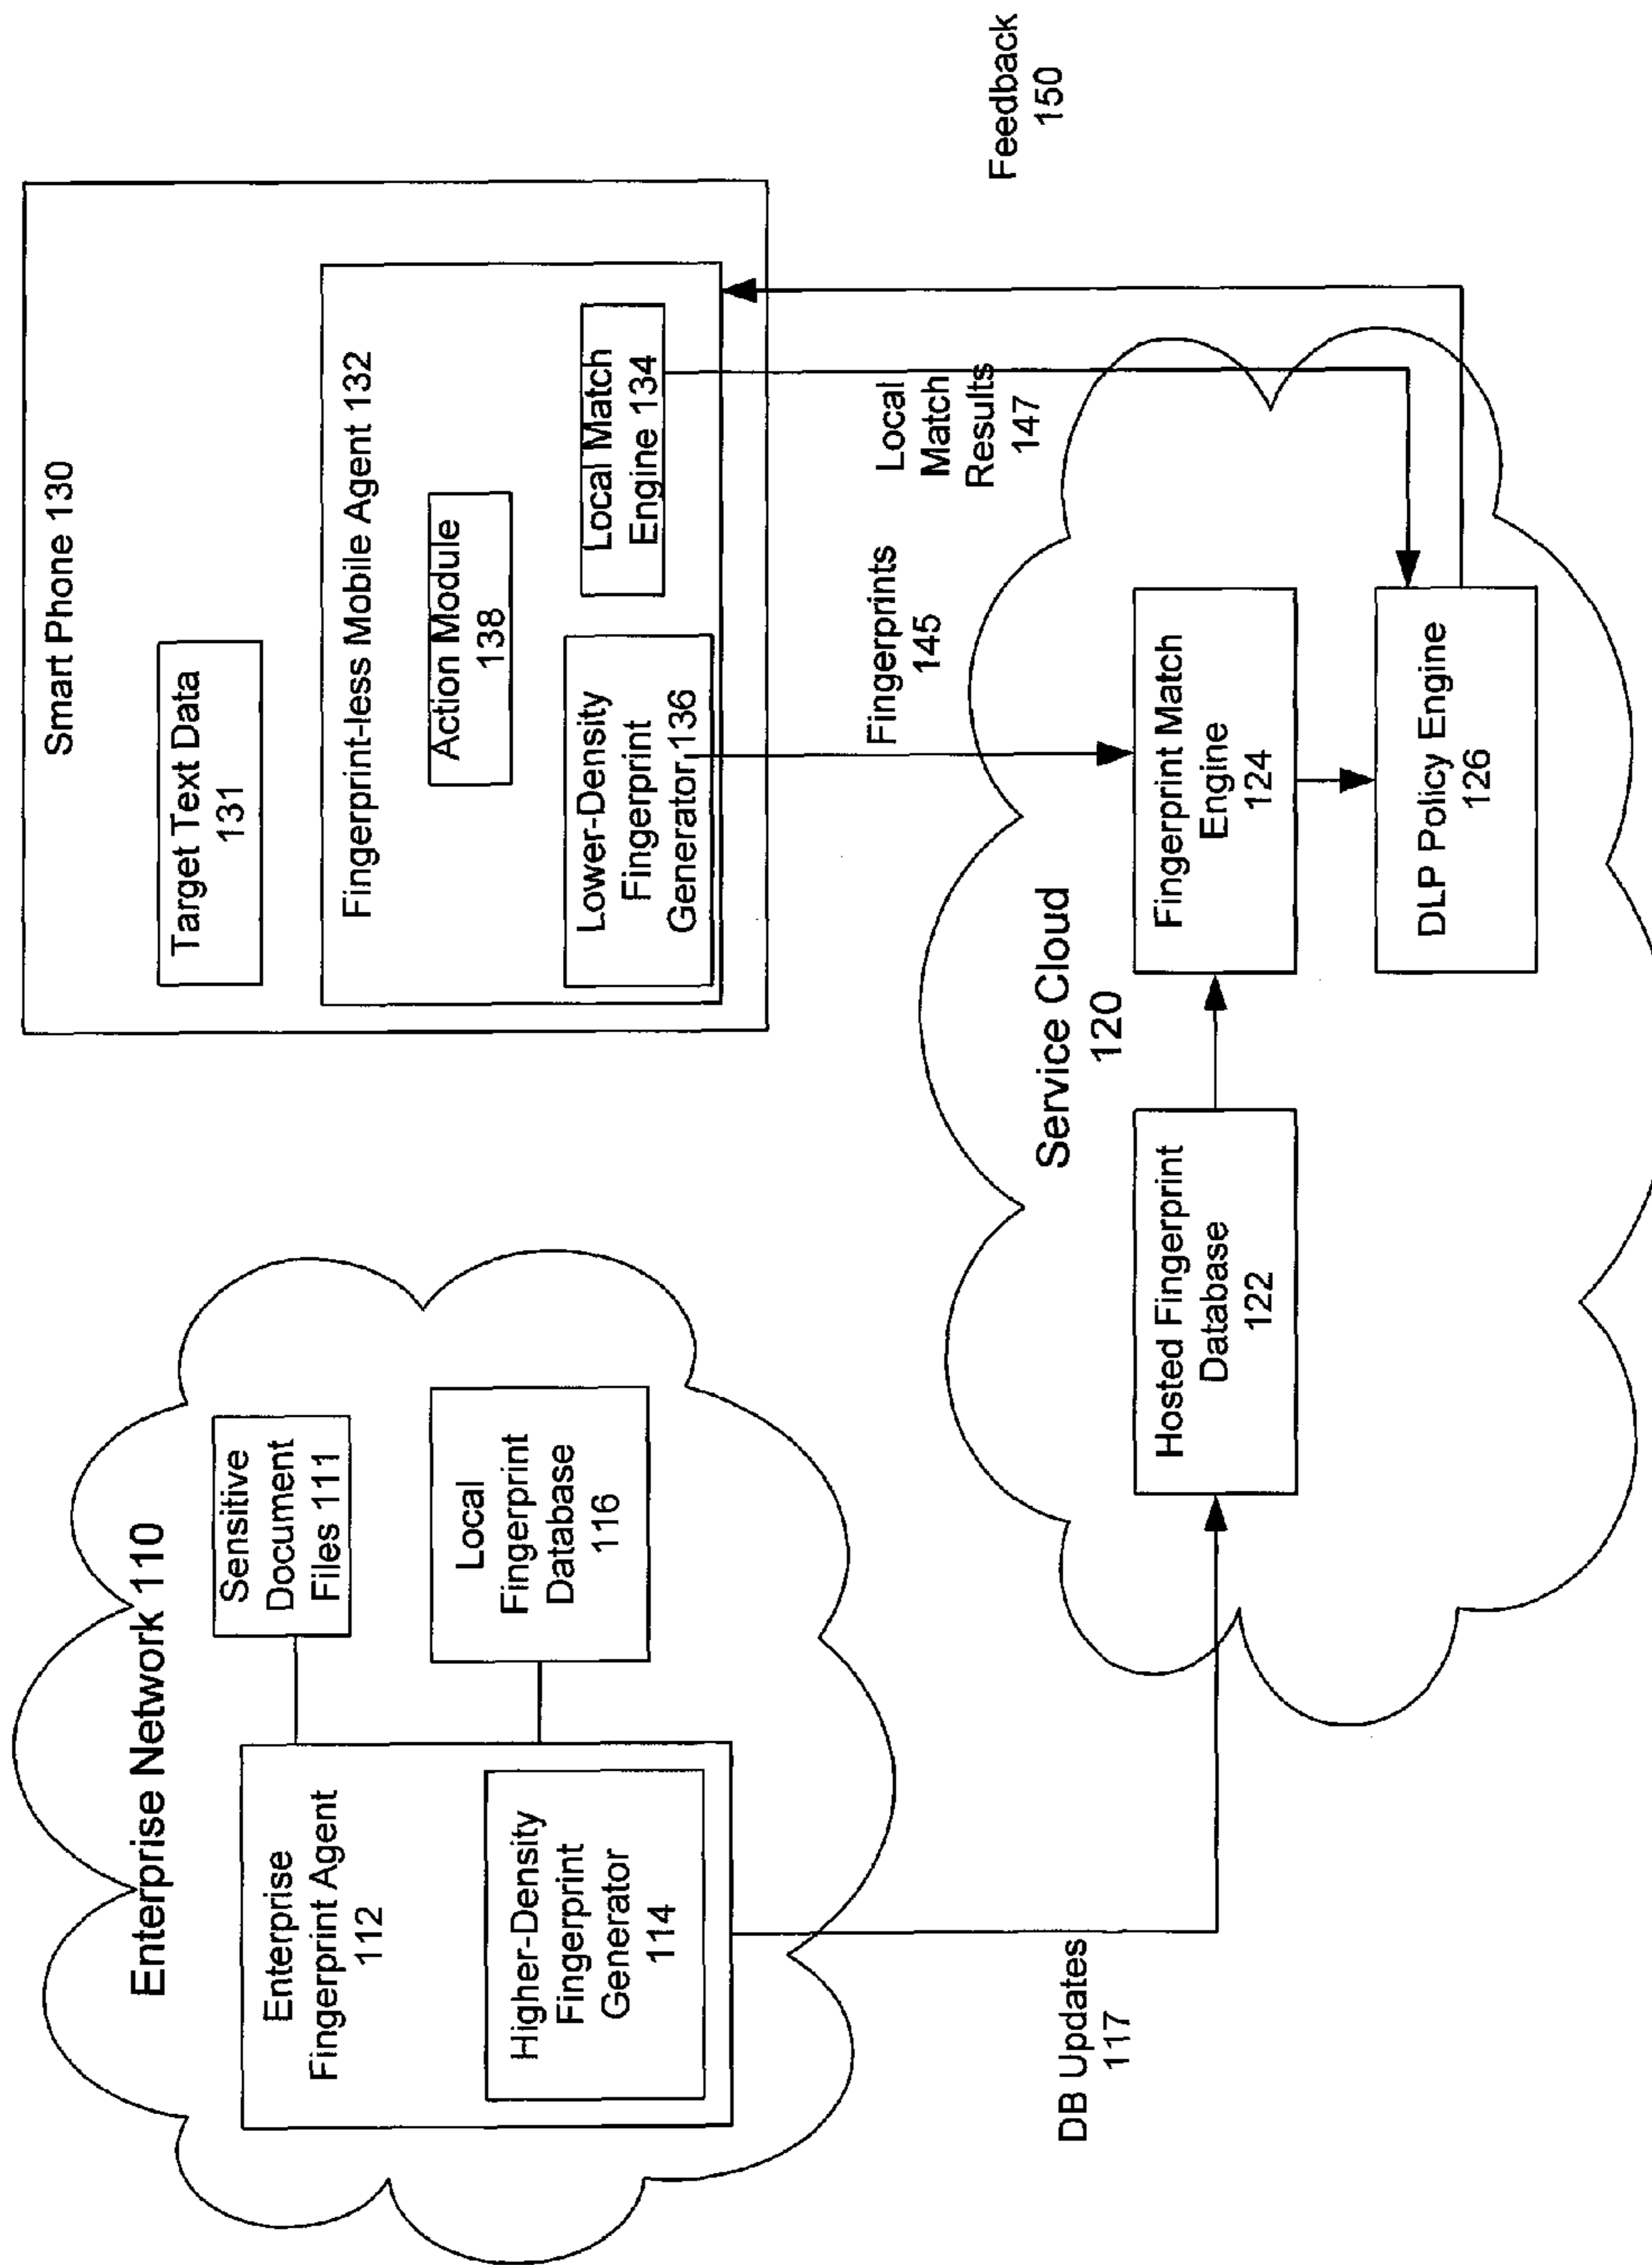 Enterprise Network 110
Enterprise
Fingerprint Agent
112
Higher-Density
Fingerprint
Generator
114
Sensitive
Document
Files 111
Local
Fingerprint
Database
116
DB Updates
117
Smart Phone 130
Target Text Data
131
Fingerprint-less Mobile Agent 132
Action Module
138
Lower-Density
Fingerprint
Generator 136
Local Match
Engine 134
Fingerprints
145
Local
Match
Results
147
Feedback
150
Service Cloud
120
Hosted Fingerprint
Database
122
Fingerprint Match
Engine
124
DLP Policy Engine
126